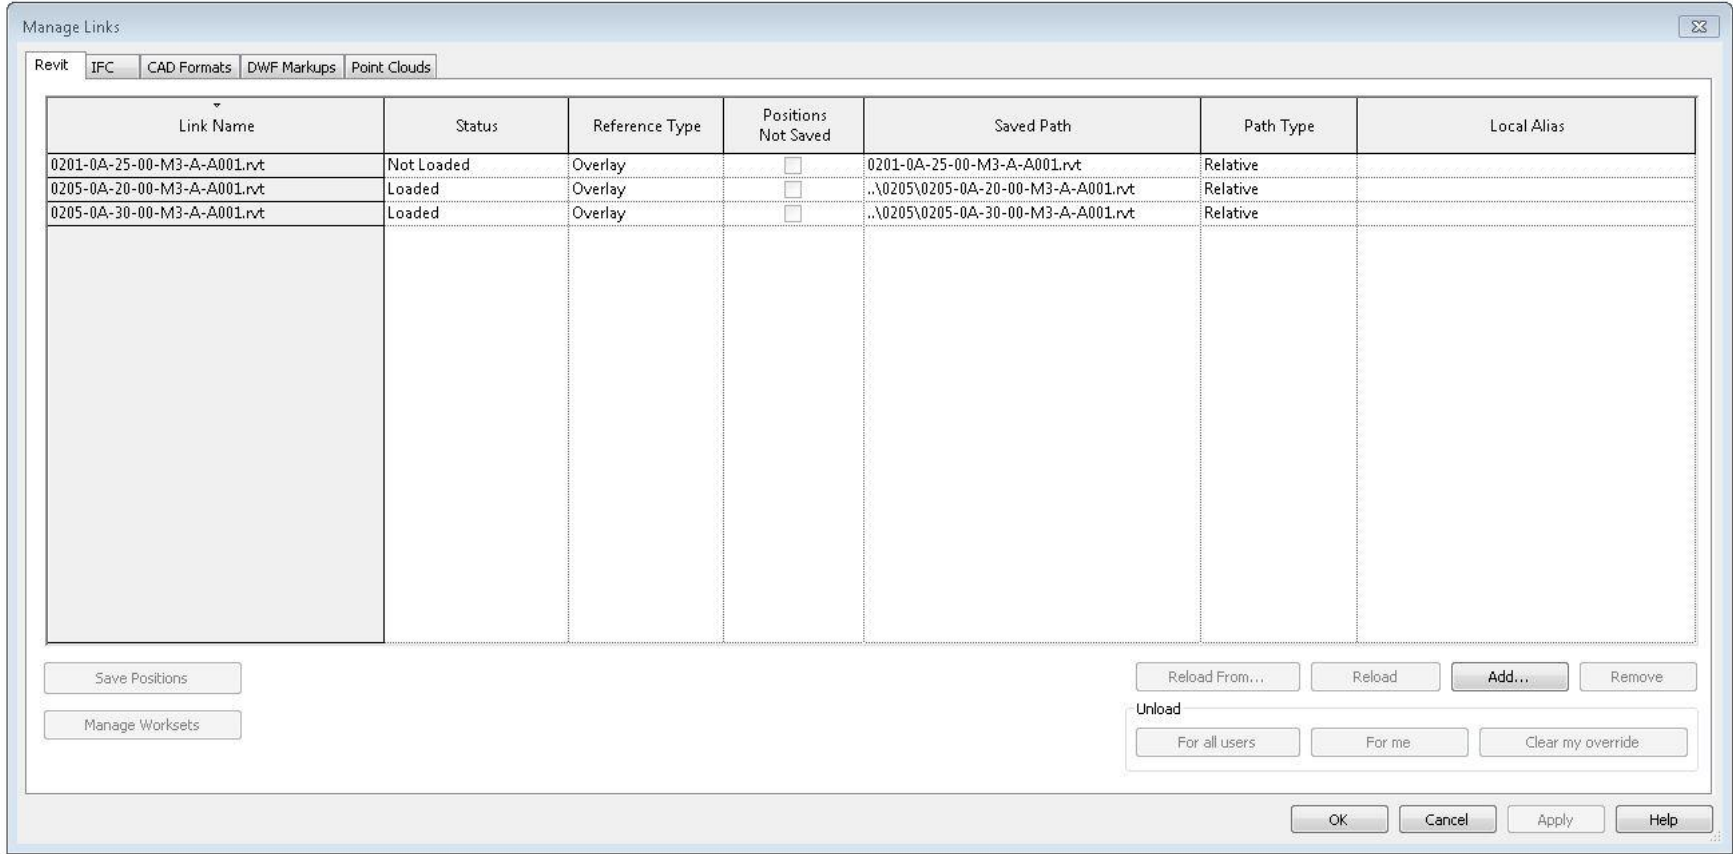 Manage Links
Revit IFC CAD Formats DWF Markups Point Clouds
Link Name Status Reference Type Positions Not Saved Saved Path Path Type Local Alias
0201-0A-25-00-M3-A-A001.rvt Not Loaded Overlay 0201-0A-25-00-M3-A-A001.rvt Relative
0205-0A-20-00-M3-A-A001.rvt Loaded Overlay ..\0205\0205-0A-20-00-M3-A-A001.rvt Relative
0205-0A-30-00-M3-A-A001.rvt Loaded Overlay ..\0205\0205-0A-30-00-M3-A-A001.rvt Relative
Save Positions Reload From... Reload Add... Remove
Manage Worksets
Unload
For all users For me Clear my override
OK Cancel Apply Help